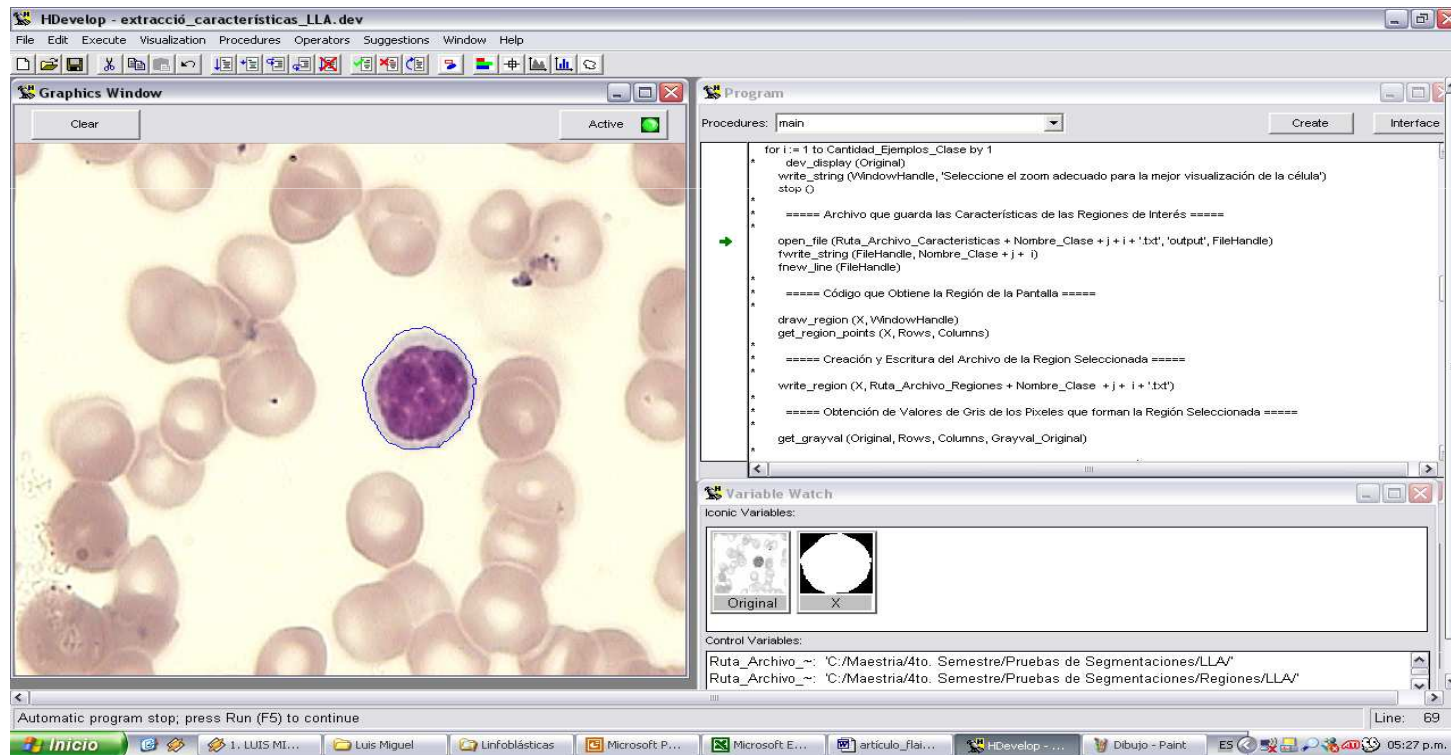 HDevelop - extracció_características_LLA.dev
File Edit Execute Visualization Procedures Operators Suggestions Window Help
Graphics Window
Clear
Active
Program
Procedures: main
Create
Interface
for i := 1 to Cantidad_Ejemplos_Clase by 1
* dev_display (Original)
write_string (WindowHandle, 'Seleccione el zoom adecuado para la mejor visualización de la célula')
stop ()
*
* ===== Archivo que guarda las Características de las Regiones de Interés =====
*
open_file (Ruta_Archivo_Caracteristicas + Nombre_Clase + j + i + '.txt', 'output', FileHandle)
fwrite_string (FileHandle, Nombre_Clase + j + i)
fnew_line (FileHandle)
*
* ===== Código que Obtiene la Región de la Pantalla =====
*
draw_region (X, WindowHandle)
get_region_points (X, Rows, Columns)
*
* ===== Creación y Escritura del Archivo de la Region Seleccionada =====
*
write_region (X, Ruta_Archivo_Regiones + Nombre_Clase + j + i + '.txt')
*
* ===== Obtención de Valores de Gris de los Pixeles que forman la Región Seleccionada =====
*
get_grayval (Original, Rows, Columns, Grayval_Original)
*
Variable Watch
Iconic Variables:
Original
X
Control Variables:
Ruta_Archivo_~: 'C:/Maestria/4to. Semestre/Pruebas de Segmentaciones/LLA/'
Ruta_Archivo_~: 'C:/Maestria/4to. Semestre/Pruebas de Segmentaciones/Regiones/LLA/'
Automatic program stop; press Run (F5) to continue
Line: 69
Inicio
1. LUIS MI...
Luis Miguel
Linfoblásticas
Microsoft P...
Microsoft E...
artículo_flai...
HDevelop - ...
Dibujo - Paint
ES
05:27 p.m.